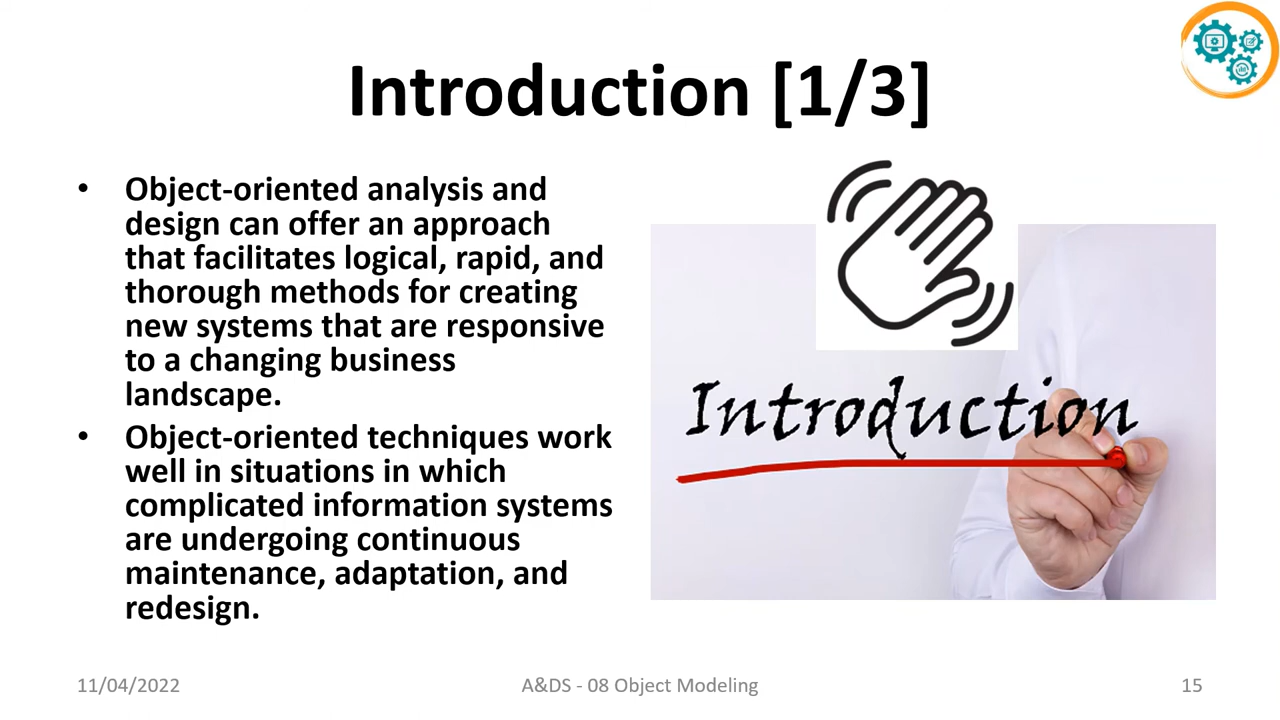 Introduction [1/3]
• Object-oriented analysis and
design can offer an approach
that facilitates logical, rapid, and
thorough methods for creating
new systems that are responsive
to a changing business
landscape.
• Object-oriented techniques work
well in situations in which
complicated information systems
are undergoing continuous
maintenance, adaptation, and
redesign.
Introduction
11/04/2022
A&DS - 08 Object Modeling
15